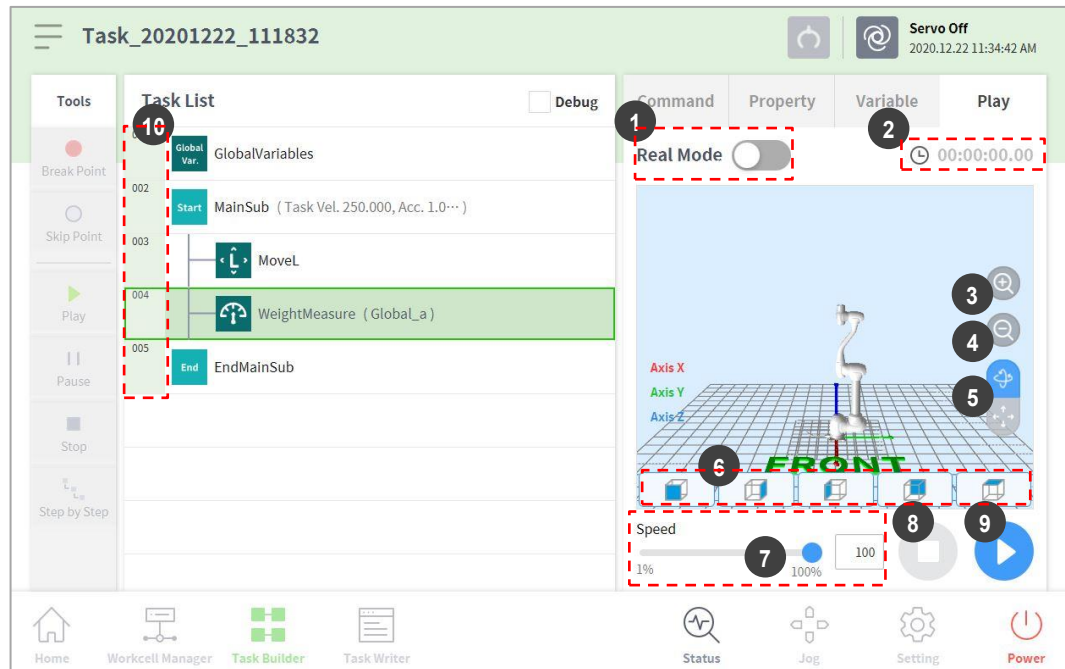 Task_20201222_111832
Servo Off
2020.12.22 11:34:42 AM
Tools
Task List
Debug
Command
Property
Variable
Play
1
2
10
Real Mode
00:00:00.00
Break Point
Skip Point
Play
Pause
Stop
Step by Step
0
Global Var.
GlobalVariables
002
Start
MainSub ( Task Vel. 250.000, Acc. 1.0··· )
003
L
MoveL
004
WeightMeasure ( Global_a )
005
End
EndMainSub
3
4
5
Axis X
Axis Y
Axis Z
FRONT
6
8
9
Speed
7
1%
100%
100
Home
Workcell Manager
Task Builder
Task Writer
Status
Jog
Setting
Power